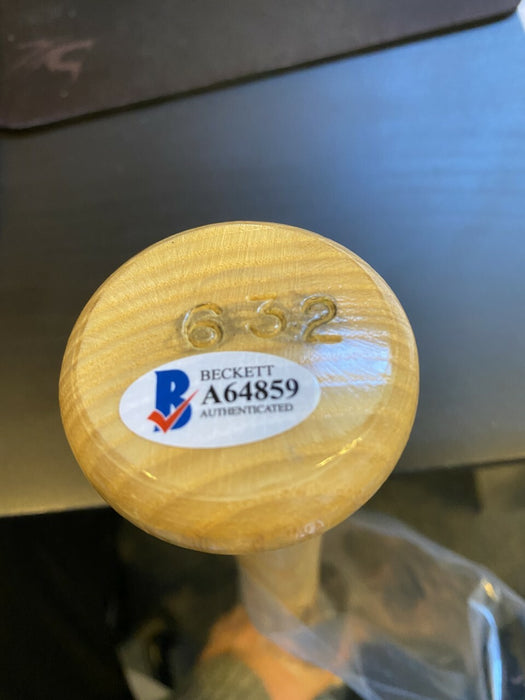 632
B
BECKETT
A64859
AUTHENTICATED